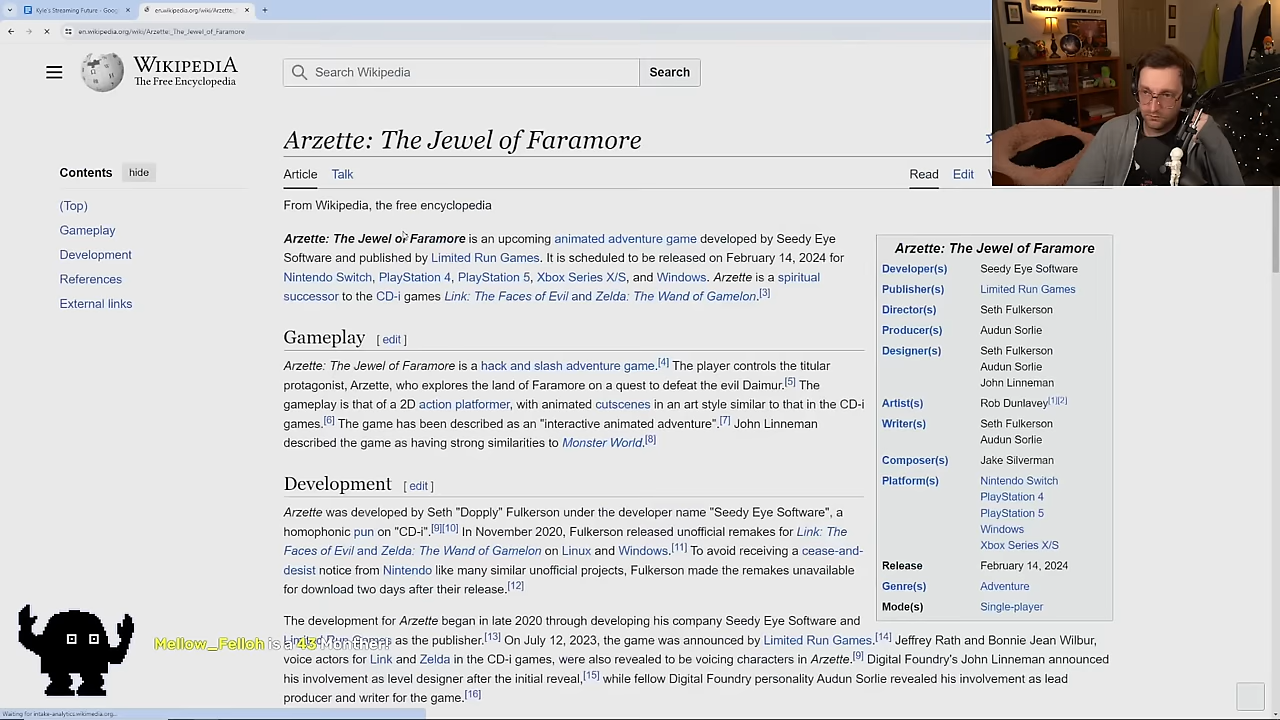 Kyle's Streaming Future - Goog
en.wikipedia.org/wiki/Arzette:_
en.wikipedia.org/wiki/Arzette:_The_Jewel_of_Faramore
GameTrailers.com
WIKIPEDIA
The Free Encyclopedia
Search Wikipedia
Search
Contents
hide
(Top)
Gameplay
Development
References
External links
Arzette: The Jewel of Faramore
Article
Talk
Read
Edit
From Wikipedia, the free encyclopedia
Arzette: The Jewel of Faramore is an upcoming animated adventure game developed by Seedy Eye
Software and published by Limited Run Games. It is scheduled to be released on February 14, 2024 for
Nintendo Switch, PlayStation 4, PlayStation 5, Xbox Series X/S, and Windows. Arzette is a spiritual
successor to the CD-i games Link: The Faces of Evil and Zelda: The Wand of Gamelon.[3]
Gameplay [ edit ]
Arzette: The Jewel of Faramore is a hack and slash adventure game.[4] The player controls the titular
protagonist, Arzette, who explores the land of Faramore on a quest to defeat the evil Daimur.[5] The
gameplay is that of a 2D action platformer, with animated cutscenes in an art style similar to that in the CD-i
games.[6] The game has been described as an "interactive animated adventure".[7] John Linneman
described the game as having strong similarities to Monster World.[8]
Development [ edit ]
Arzette was developed by Seth "Dopply" Fulkerson under the developer name "Seedy Eye Software", a
homophonic pun on "CD-i".[9][10] In November 2020, Fulkerson released unofficial remakes for Link: The
Faces of Evil and Zelda: The Wand of Gamelon on Linux and Windows.[11] To avoid receiving a cease-and-
desist notice from Nintendo like many similar unofficial projects, Fulkerson made the remakes unavailable
for download two days after their release.[12]
The development for Arzette began in late 2020 through developing his company Seedy Eye Software and
Limited Run Games as the publisher.[13] On July 12, 2023, the game was announced by Limited Run Games.[14] Jeffrey Rath and Bonnie Jean Wilbur,
voice actors for Link and Zelda in the CD-i games, were also revealed to be voicing characters in Arzette.[9] Digital Foundry's John Linneman announced
his involvement as level designer after the initial reveal,[15] while fellow Digital Foundry personality Audun Sorlie revealed his involvement as lead
producer and writer for the game.[16]
Arzette: The Jewel of Faramore
Developer(s) Seedy Eye Software
Publisher(s) Limited Run Games
Director(s) Seth Fulkerson
Producer(s) Audun Sorlie
Designer(s) Seth Fulkerson
Audun Sorlie
John Linneman
Artist(s) Rob Dunlavey[1][2]
Writer(s) Seth Fulkerson
Audun Sorlie
Composer(s) Jake Silverman
Platform(s) Nintendo Switch
PlayStation 4
PlayStation 5
Windows
Xbox Series X/S
Release February 14, 2024
Genre(s) Adventure
Mode(s) Single-player
Mellow_Felloh is a 43 Monther!
Waiting for intake-analytics.wikimedia.org...